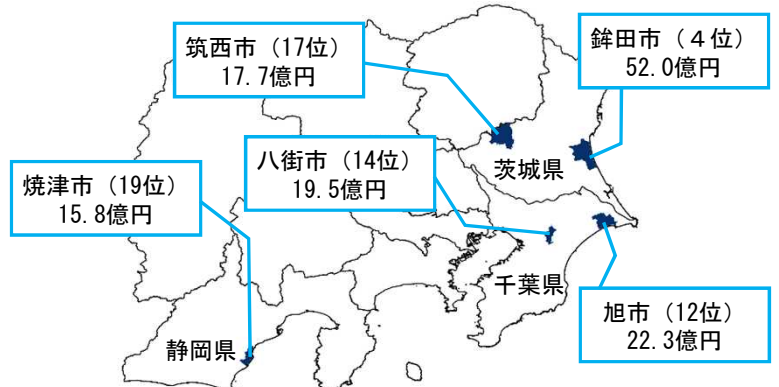 筑西市（17位）
17.7億円
鉾田市（４位）
52.0億円
八街市（14位）
19.5億円
茨城県
焼津市（19位）
15.8億円
千葉県
旭市（12位）
22.3億円
静岡県